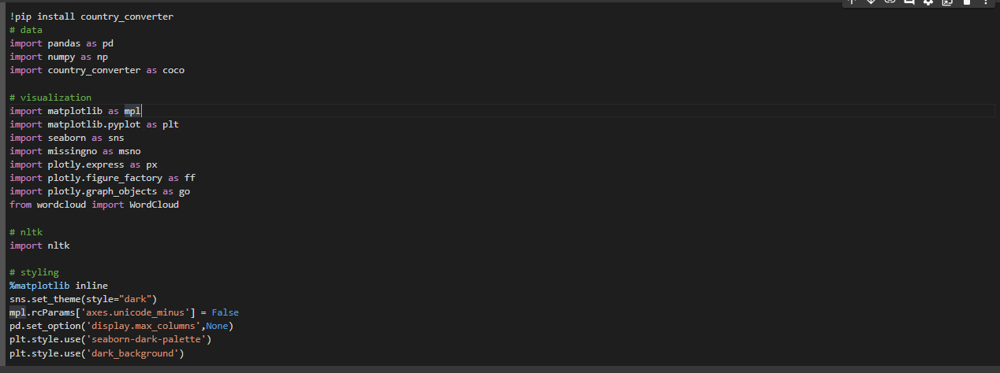 !pip install country_converter
# data
import pandas as pd
import numpy as np
import country_converter as coco

# visualization
import matplotlib as mpl
import matplotlib.pyplot as plt
import seaborn as sns
import missingno as msno
import plotly.express as px
import plotly.figure_factory as ff
import plotly.graph_objects as go
from wordcloud import WordCloud

# nltk
import nltk

# styling
%matplotlib inline
sns.set_theme(style="dark")
mpl.rcParams['axes.unicode_minus'] = False
pd.set_option('display.max_columns',None)
plt.style.use('seaborn-dark-palette')
plt.style.use('dark_background')